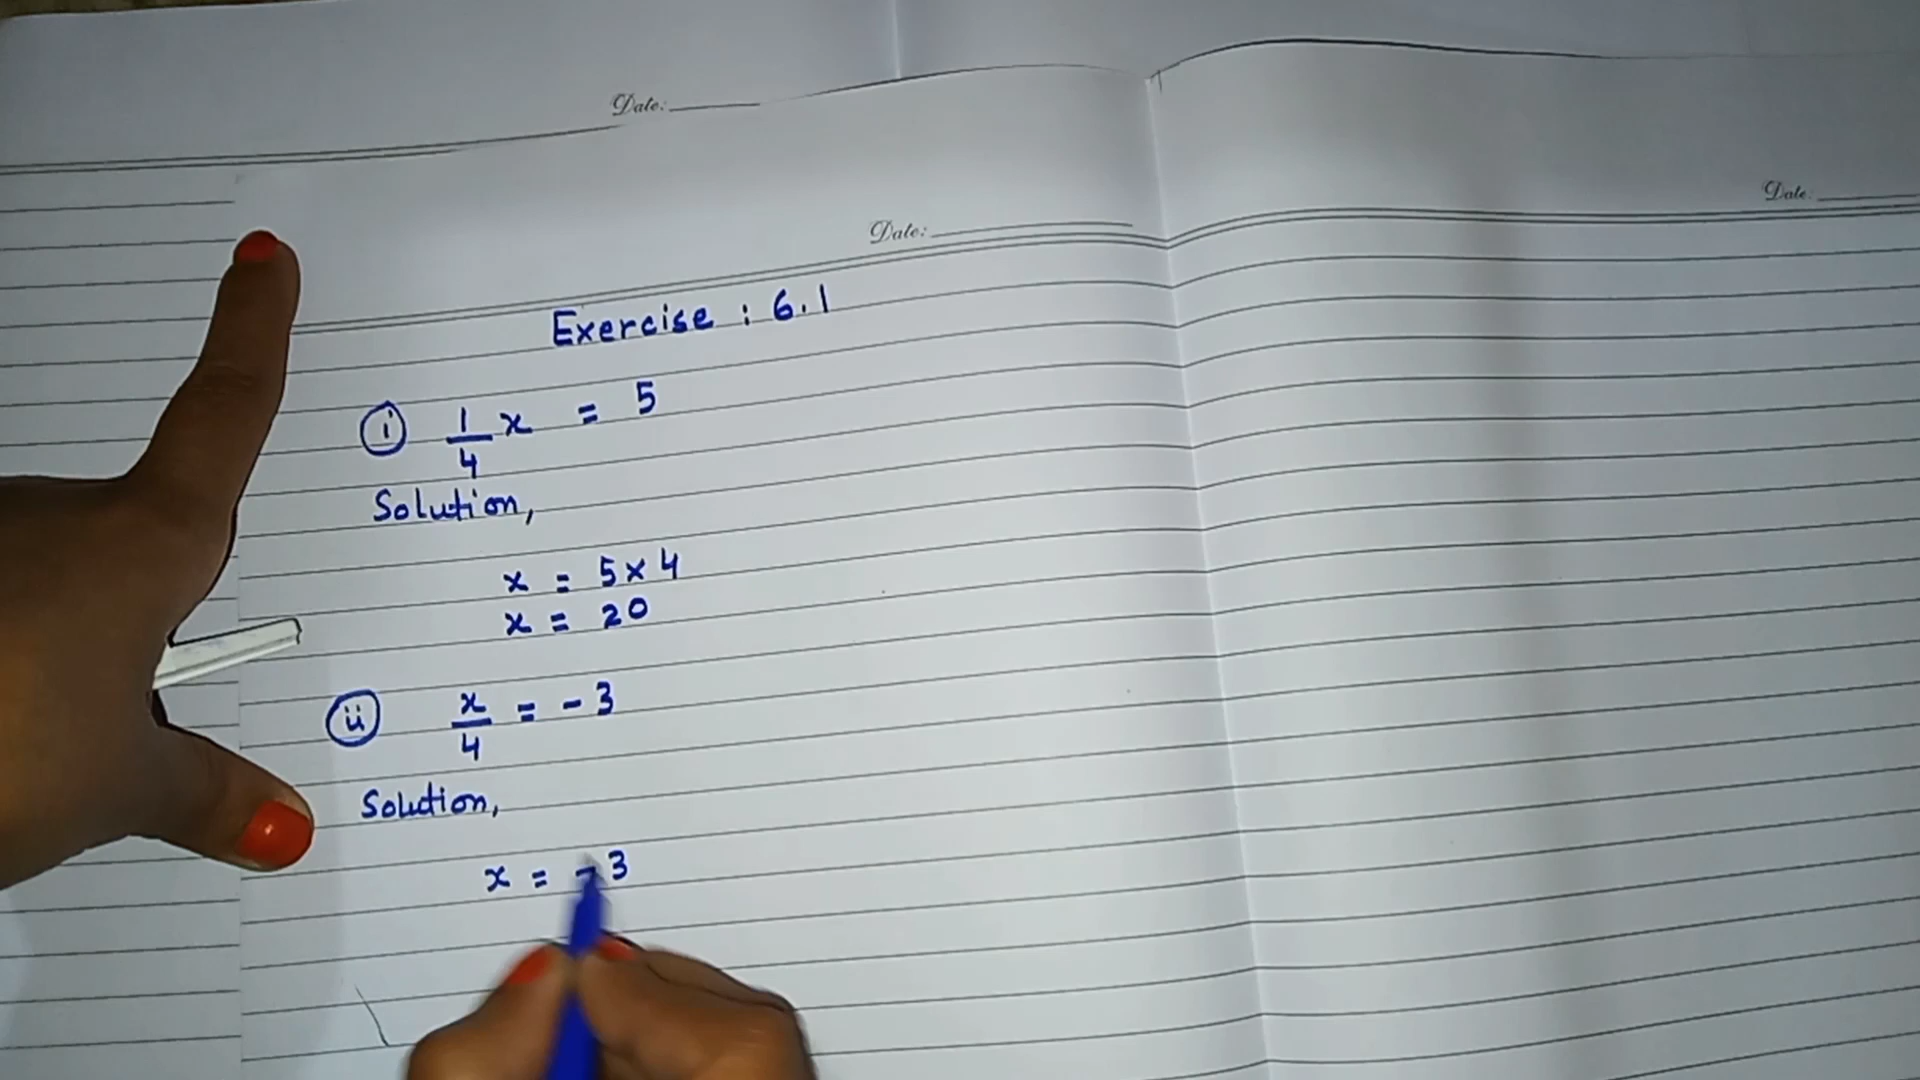 Date:
Date:
Date:
Exercise : 6.1
(i) 1/4 x = 5
Solution,
x = 5 × 4
x = 20
(ii) x/4 = - 3
Solution,
x = - 3